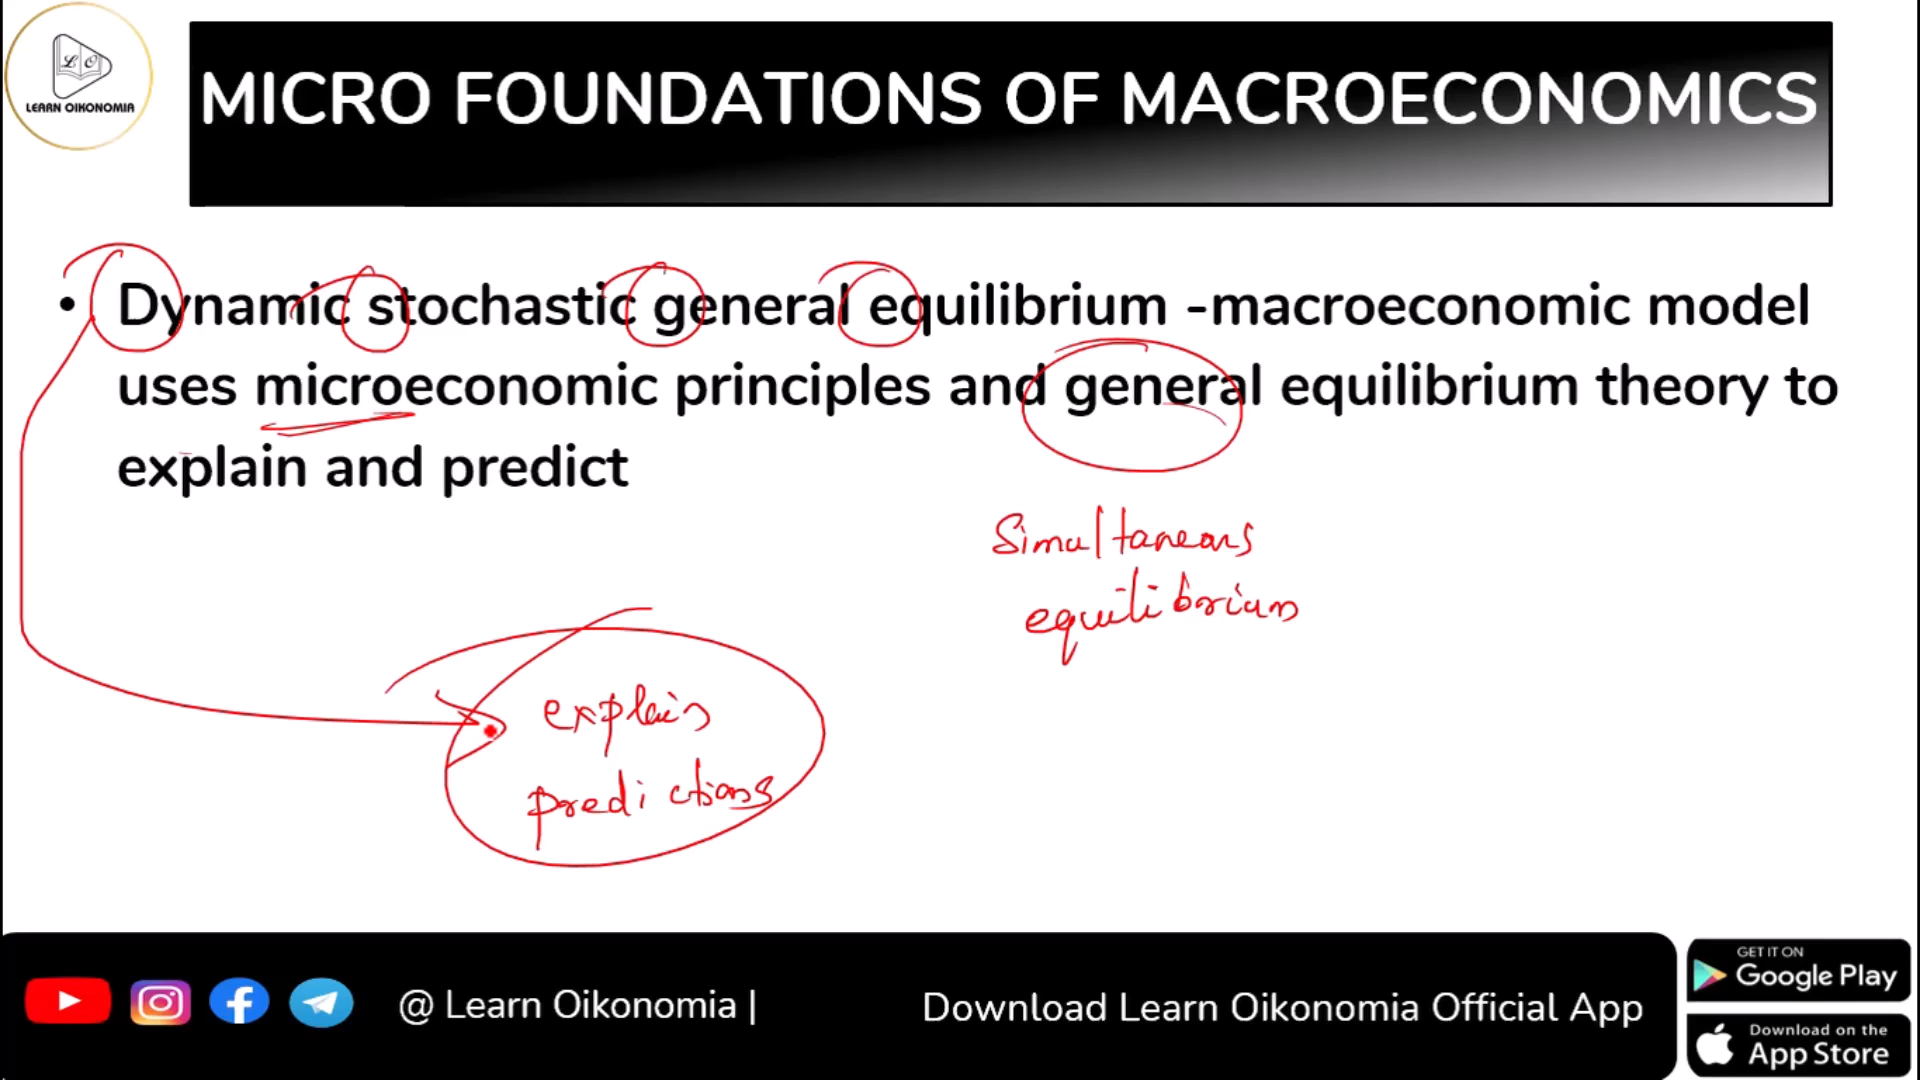 L O
LEARN OIKONOMIA
MICRO FOUNDATIONS OF MACROECONOMICS
• Dynamic stochastic general equilibrium -macroeconomic model
uses microeconomic principles and general equilibrium theory to
explain and predict
Simultaneous
equilibrium
explain
predictions
@ Learn Oikonomia |
Download Learn Oikonomia Official App
GET IT ON
Google Play
Download on the
App Store